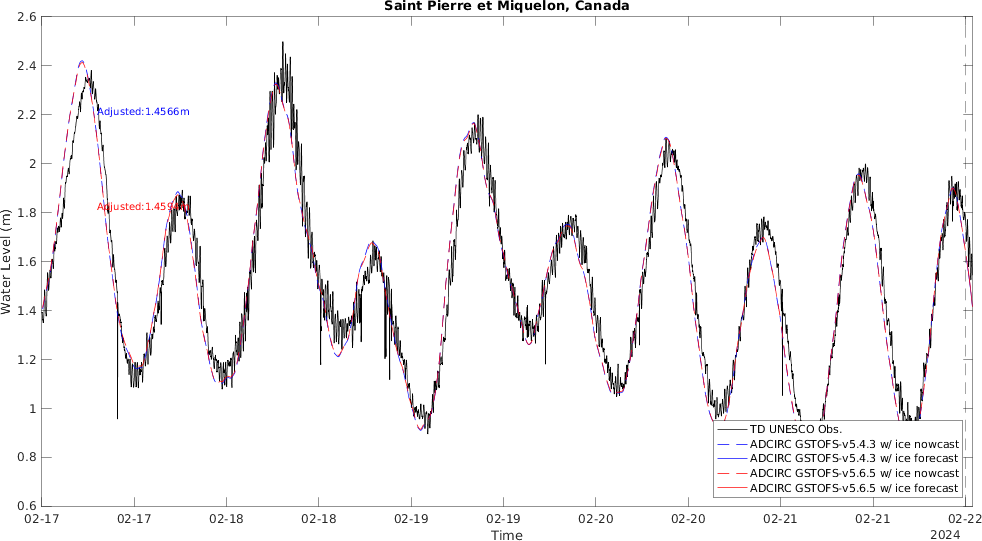 Saint Pierre et Miquelon, Canada
2.6
2.4
2.2
2
1.8
1.6
1.4
1.2
1
0.8
0.6
Water Level (m)
Adjusted:1.4566m
TD UNESCO Obs.
ADCIRC GSTOFS-v5.4.3 w/ ice nowcast
ADCIRC GSTOFS-v5.4.3 w/ ice forecast
ADCIRC GSTOFS-v5.6.5 w/ ice nowcast
ADCIRC GSTOFS-v5.6.5 w/ ice forecast
02-17 02-17 02-18 02-18 02-19 02-19 02-20 02-20 02-21 02-21 02-22
Time
2024